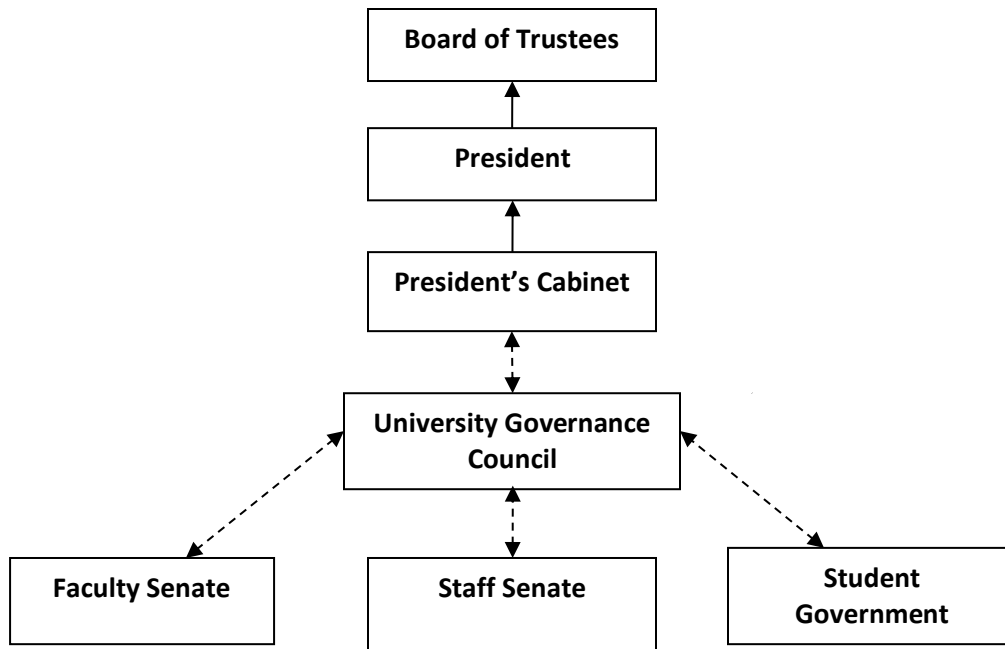 Board of Trustees
President
President’s Cabinet
University Governance
Council
Faculty Senate
Staff Senate
Student
Government